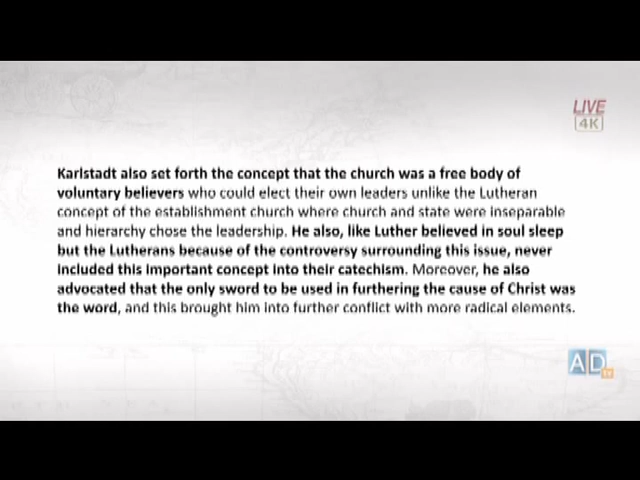 LIVE
4K
Karlstadt also set forth the concept that the church was a free body of
voluntary believers who could elect their own leaders unlike the Lutheran
concept of the establishment church where church and state were inseparable
and hierarchy chose the leadership. He also, like Luther believed in soul sleep
but the Lutherans because of the controversy surrounding this issue, never
included this important concept into their catechism. Moreover, he also
advocated that the only sword to be used in furthering the cause of Christ was
the word, and this brought him into further conflict with more radical elements.
AD
TV